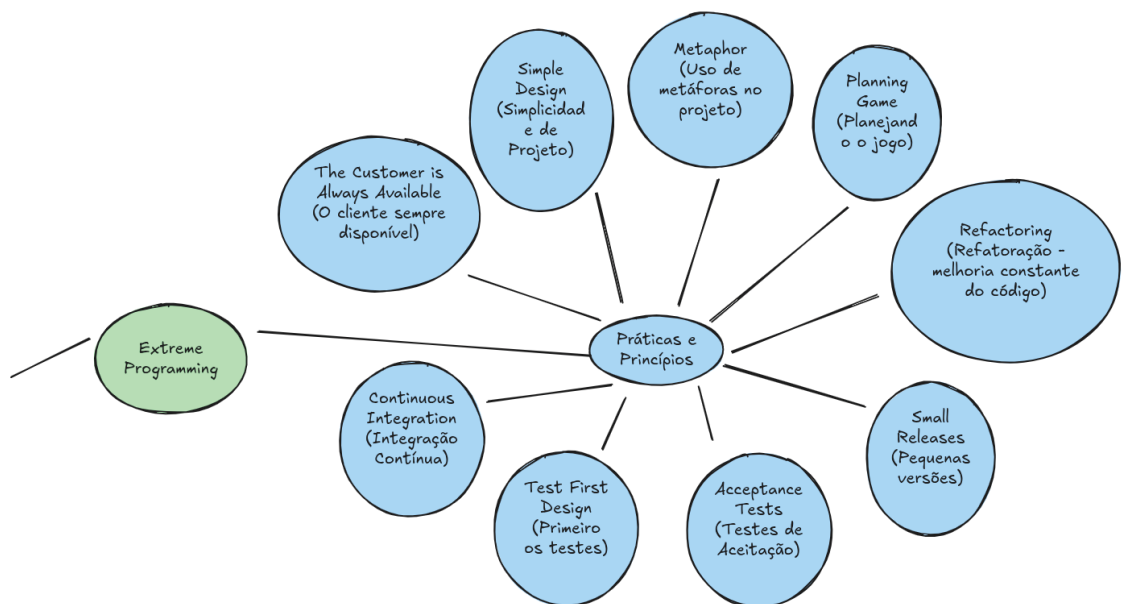 Metaphor
(Uso de
metáforas no
projeto)
Simple
Design
(Simplicidad
e de
Projeto)
Planning
Game
(Planejand
o o jogo)
The Customer is
Always Available
(O cliente sempre
disponível)
Refactoring
(Refatoração -
melhoria constante
do código)
Extreme
Programming
Práticas e
Princípios
Continuous
Integration
(Integração
Contínua)
Small
Releases
(Pequenas
versões)
Test First
Design
(Primeiro
os testes)
Acceptance
Tests
(Testes de
Aceitação)